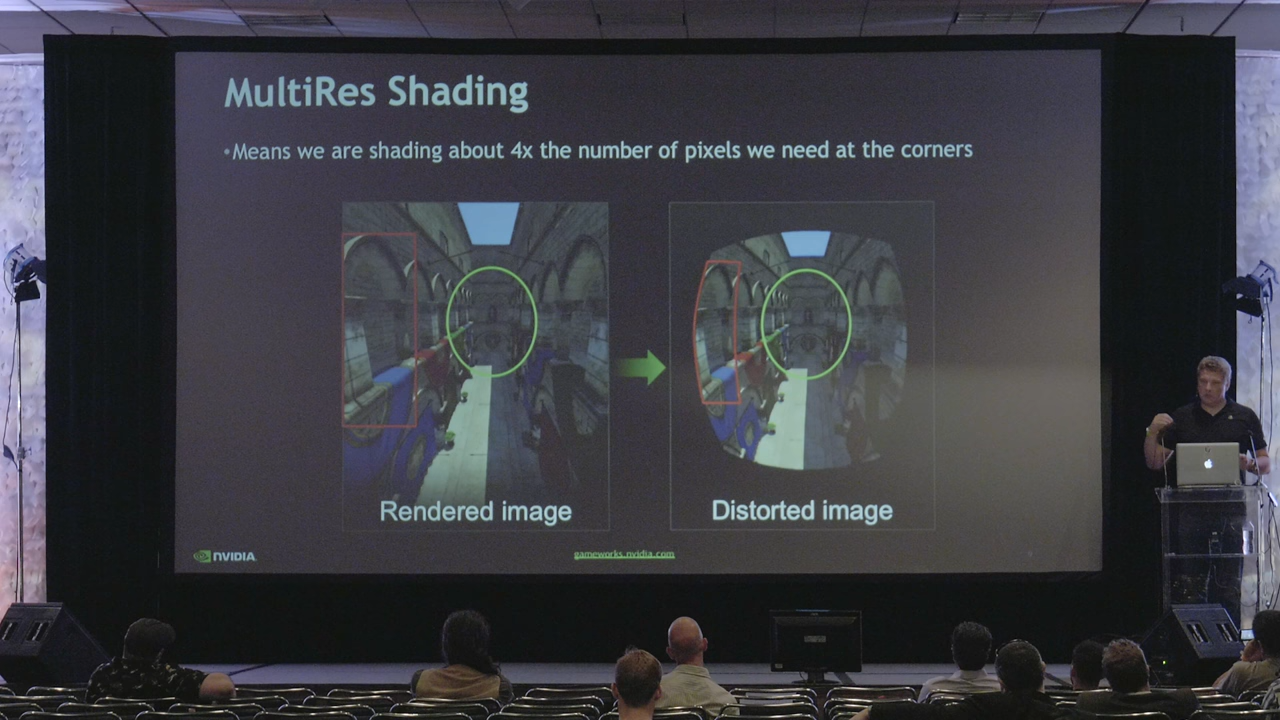 MultiRes Shading
•Means we are shading about 4x the number of pixels we need at the corners
Rendered image
Distorted image
NVIDIA.
gameworks.nvidia.com